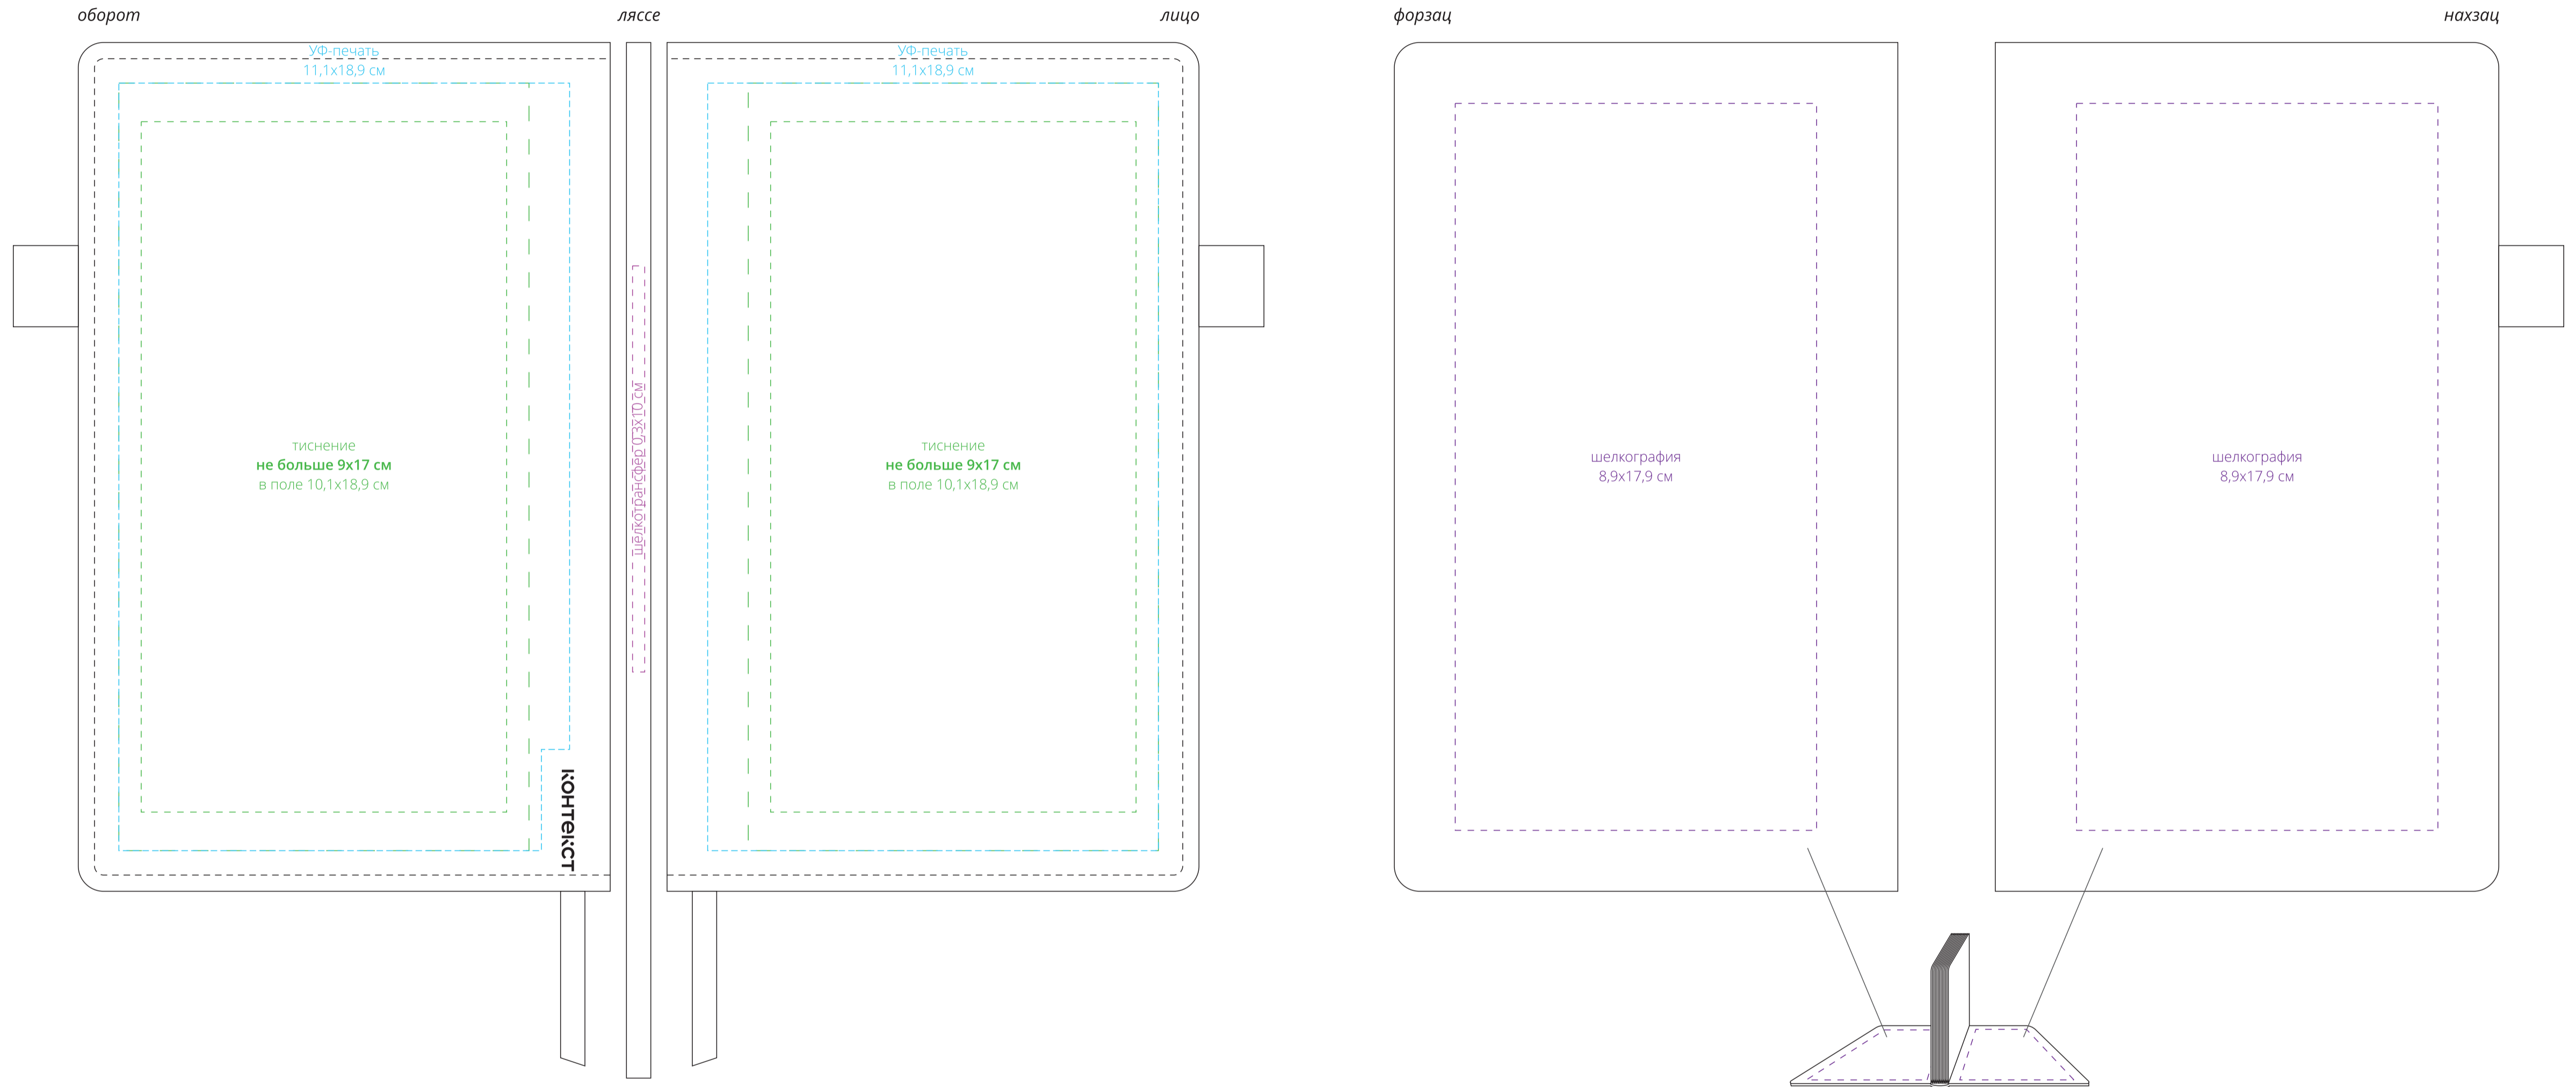 оборот
ляссе
лицо
форзац
нахзац
УФ-печать
11,1x18,9 см
УФ-печать
11,1x18,9 см
тиснение
не больше 9x17 см
в поле 10,1x18,9 см
шелкотрансфер 0,3x10 см
тиснение
не больше 9x17 см
в поле 10,1x18,9 см
шелкография
8,9x17,9 см
шелкография
8,9x17,9 см
контекст